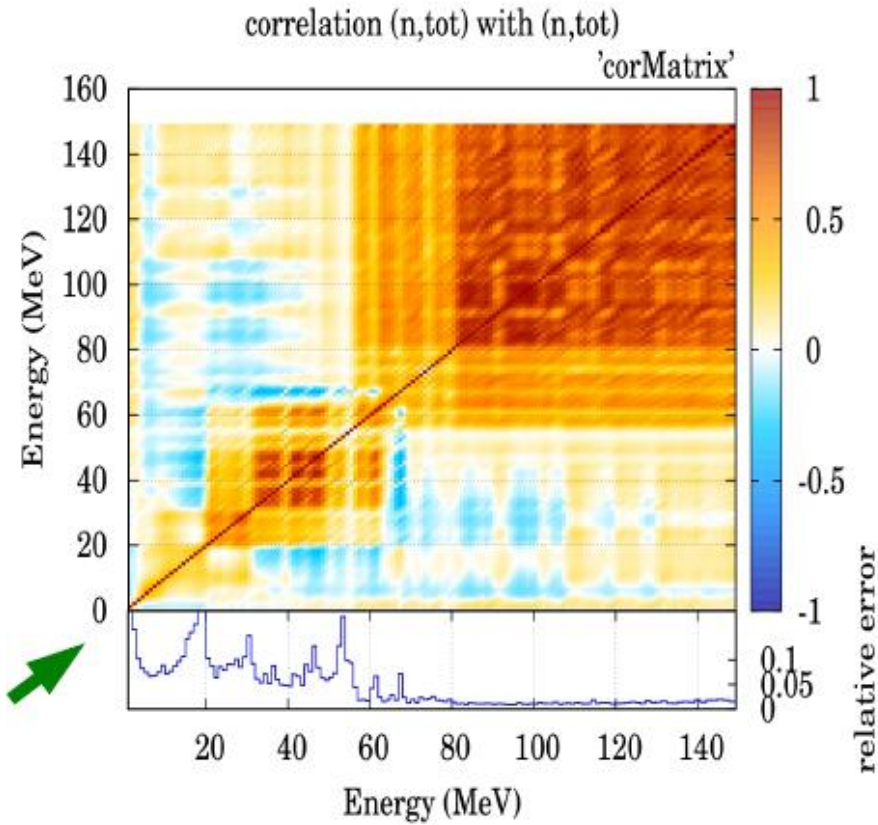 correlation (n,tot) with (n,tot)
'corMatrix'
160
140
120
100
80
60
40
20
0
Energy (MeV)
1
0.5
0
-0.5
-1
0.1
0.05
0
relative error
20 40 60 80 100 120 140
Energy (MeV)